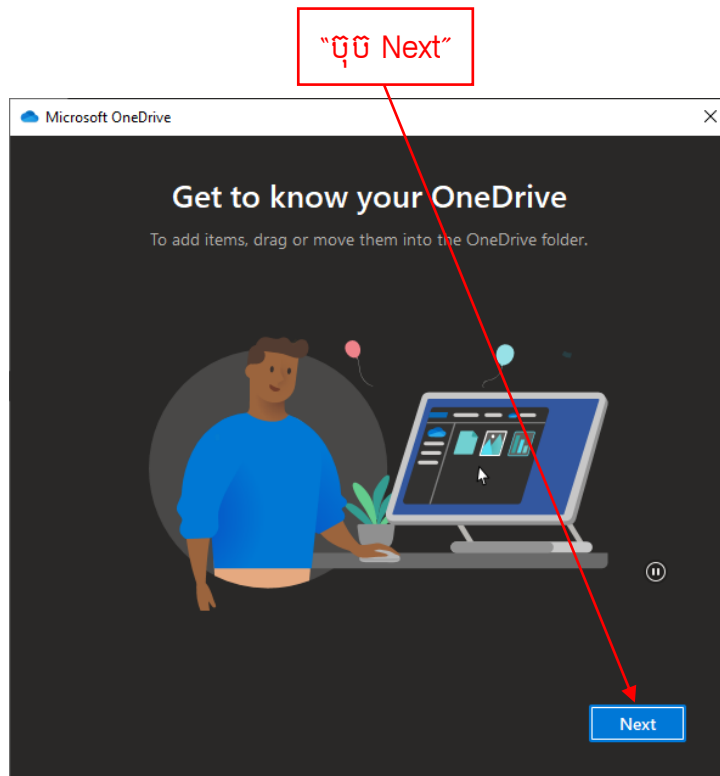 “ប៊ុច Next”
Microsoft OneDrive
Get to know your OneDrive
To add items, drag or move them into the OneDrive folder.
Next